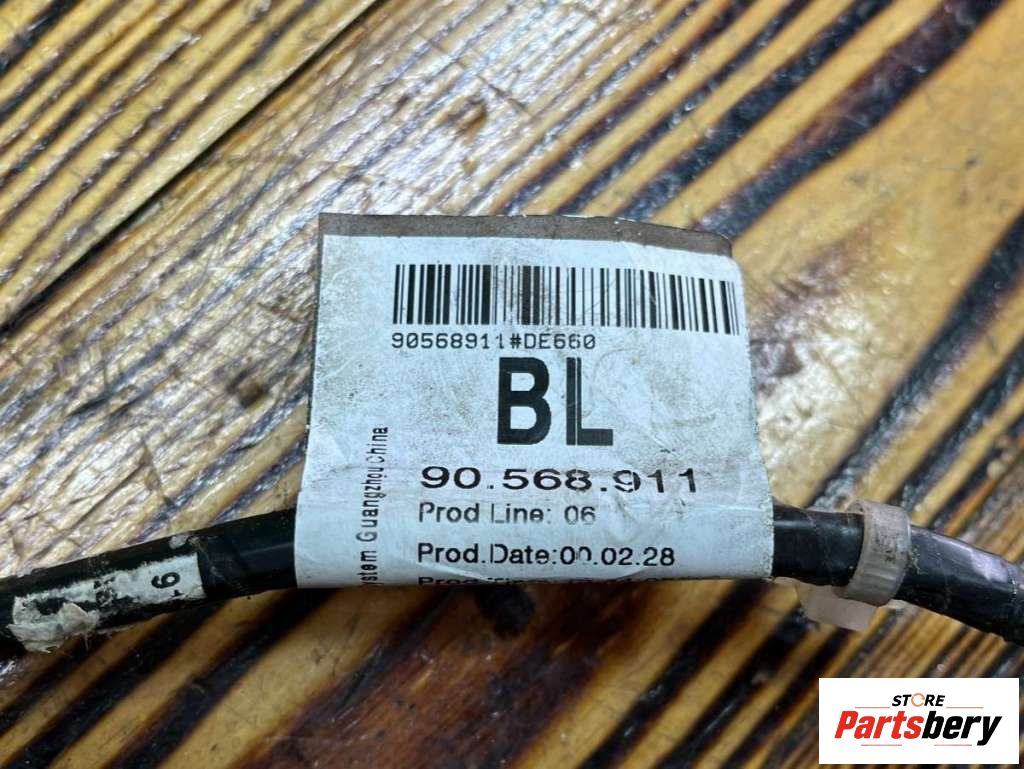 90568911#DE660
BL
90.568.911
Prod Line: 06
Prod.Date:00.02.28
Guangzhou China
6
STORE
Partsbery